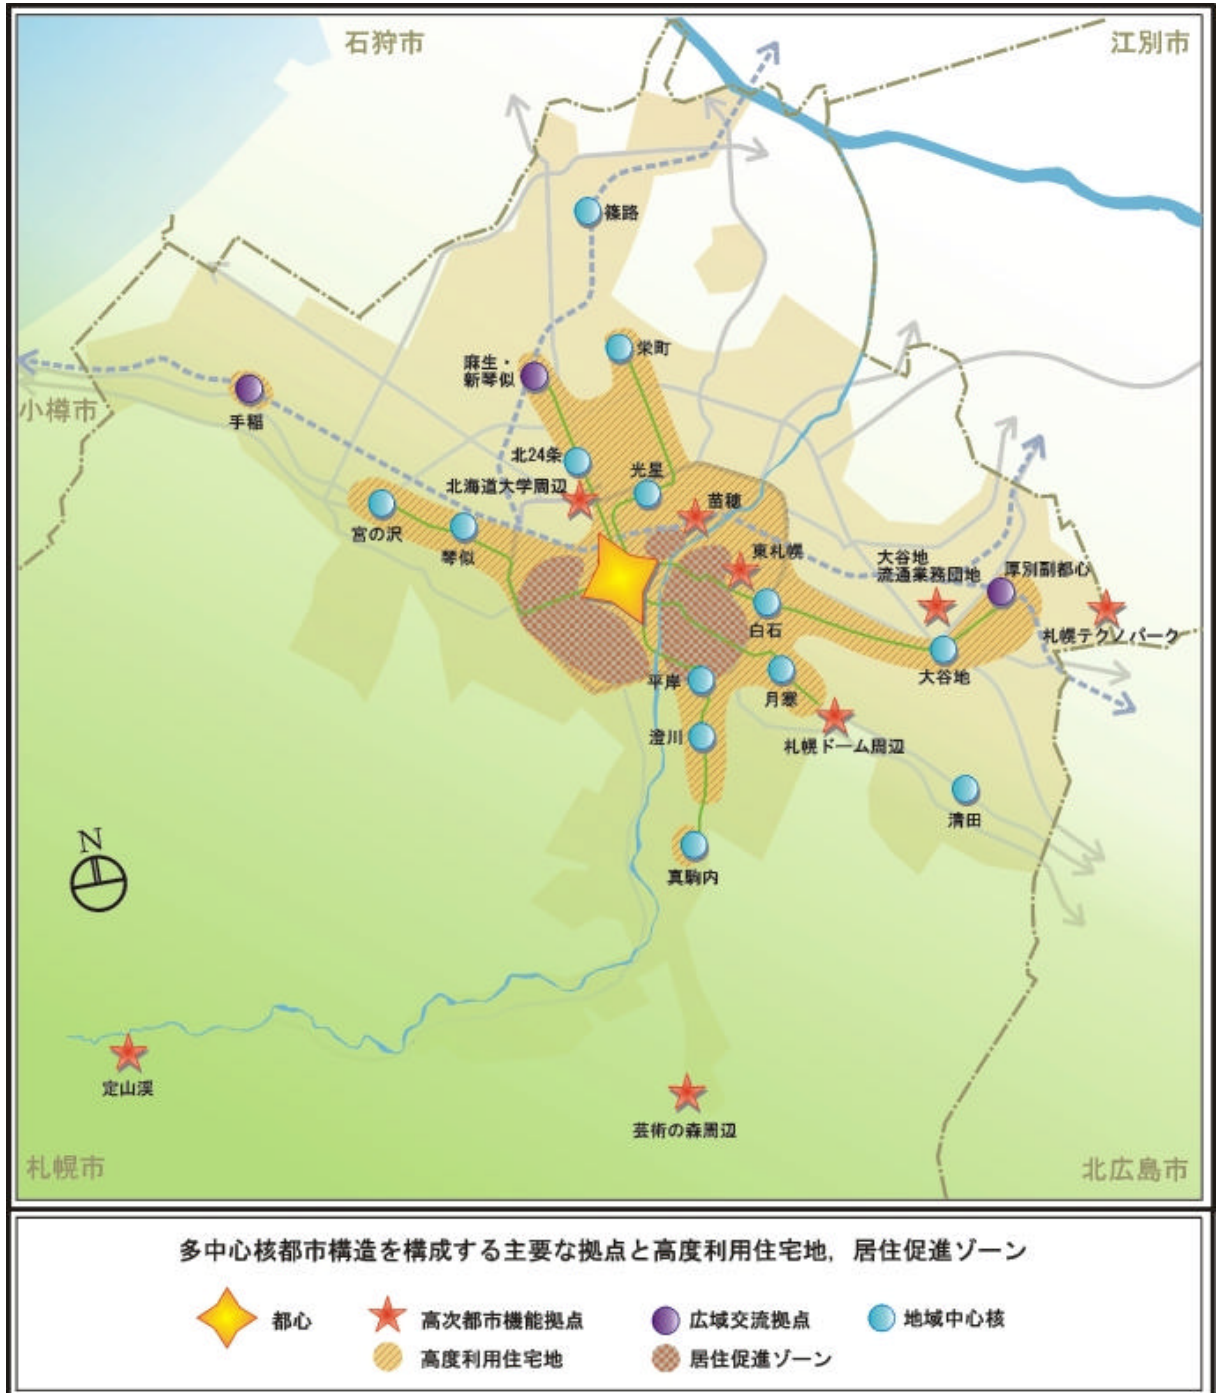 石狩市
江別市
篠路
栄町
麻生・
新琴似
小樽市
手稲
北24条
光星
北海道大学周辺
苗穂
宮の沢
琴似
東札幌
大谷地
流通業務団地
厚別副都心
白石
札幌テクノパーク
大谷地
平岸
月寒
澄川
札幌ドーム周辺
清田
N
真駒内
定山渓
芸術の森周辺
札幌市
北広島市
多中心核都市構造を構成する主要な拠点と高度利用住宅地,居住促進ゾーン
都心
高次都市機能拠点
広域交流拠点
地域中心核
高度利用住宅地
居住促進ゾーン